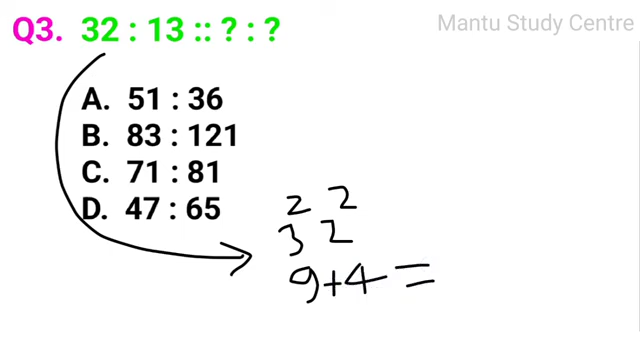 Mantu Study Centre
Q3. 32 : 13 :: ? : ?
A. 51 : 36
B. 83 : 121
C. 71 : 81
D. 47 : 65
2 2
3 2
9+4=